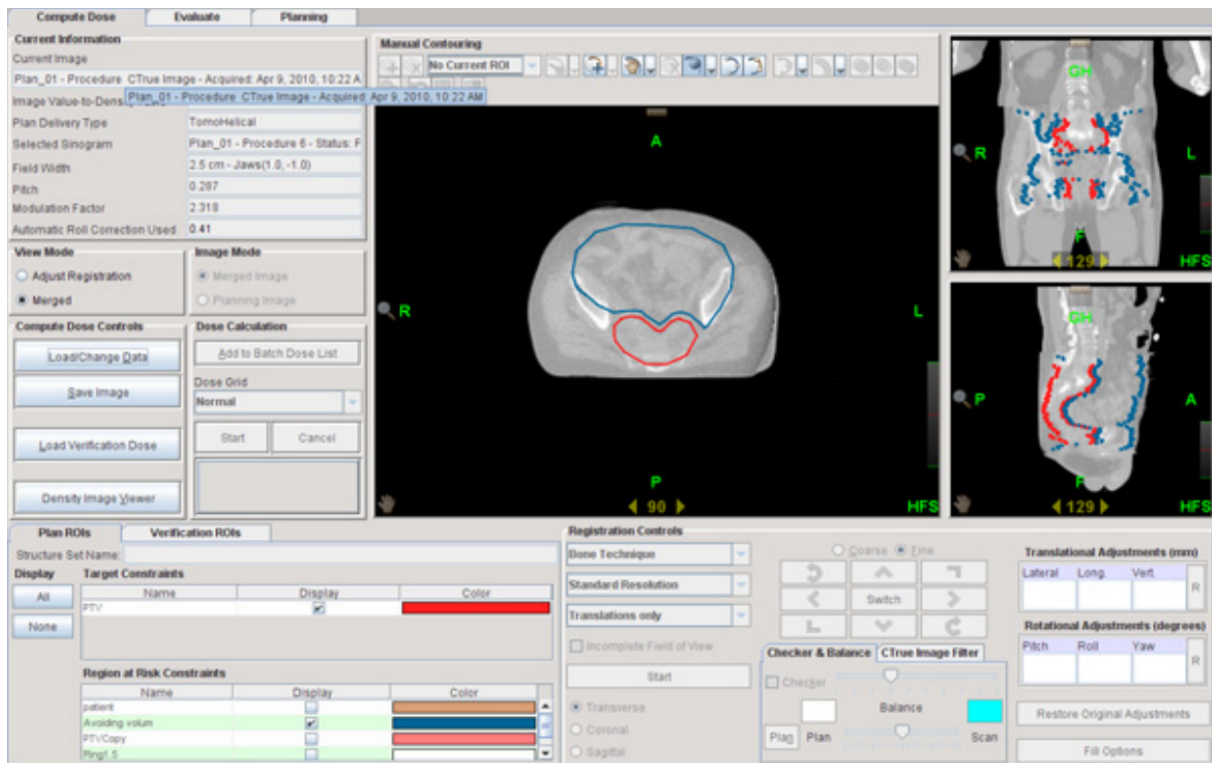 Compute Dose Evaluate Planning
Current Information
Current Image
Plan_01 - Procedure CTrue Image - Acquired: Apr 9, 2010, 10:22 A
Plan_01 - Procedure CTrue Image - Acquired: Apr 9, 2010, 10:22 AM
Image Value-to-Density
Plan Delivery Type TomoHelical
Selected Sinogram Plan_01 - Procedure 6 - Status: F
Field Width 2.5 cm - Jaws(1.0, -1.0)
Pitch 0.287
Modulation Factor 2.318
Automatic Roll Correction Used 0.41
View Mode
Adjust Registration
Merged
Image Mode
Merged Image
Planning Image
Compute Dose Controls
Load/Change Data
Save Image
Load Verification Dose
Density Image Viewer
Dose Calculation
Add to Batch Dose List
Dose Grid
Normal
Start Cancel
Manual Contouring
No Current ROI
A
R L
P
90
HFS
GH
R L
F
129
HFS
GH
P A
F
129
HFS
Plan ROIs Verification ROIs
Structure Set Name:
Display
All
None
Target Constraints
Name Display Color
PTV
Region at Risk Constraints
Name Display Color
patient
Avoiding volum
PTVCopy
Ring1.5
Registration Controls
Bone Technique
Standard Resolution
Translations only
Incomplete Field of View
Start
Transverse
Coronal
Sagittal
Coarse Fine
Switch
Checker & Balance CTrue Image Filter
Checker
Balance
Plan Plan Scan
Translational Adjustments (mm)
Lateral Long. Vert.
R
Rotational Adjustments (degrees)
Pitch Roll Yaw
R
Restore Original Adjustments
Fill Options